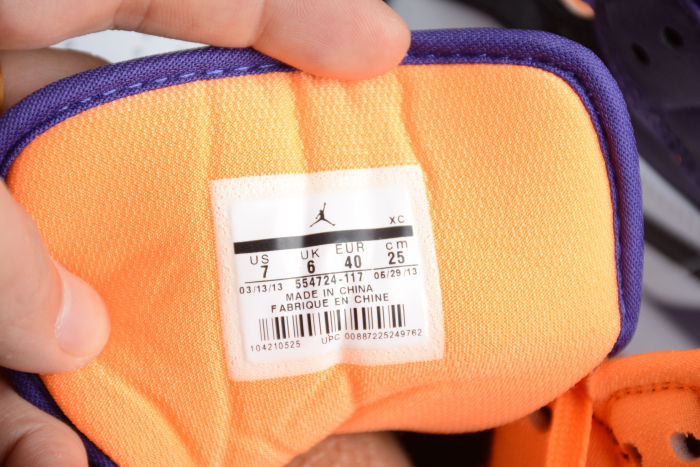 XC
US UK EUR cm
7 6 40 25
03/13/13 554724-117 05/29/13
MADE IN CHINA
FABRIQUE EN CHINE
104210525 UPC 00887225249762